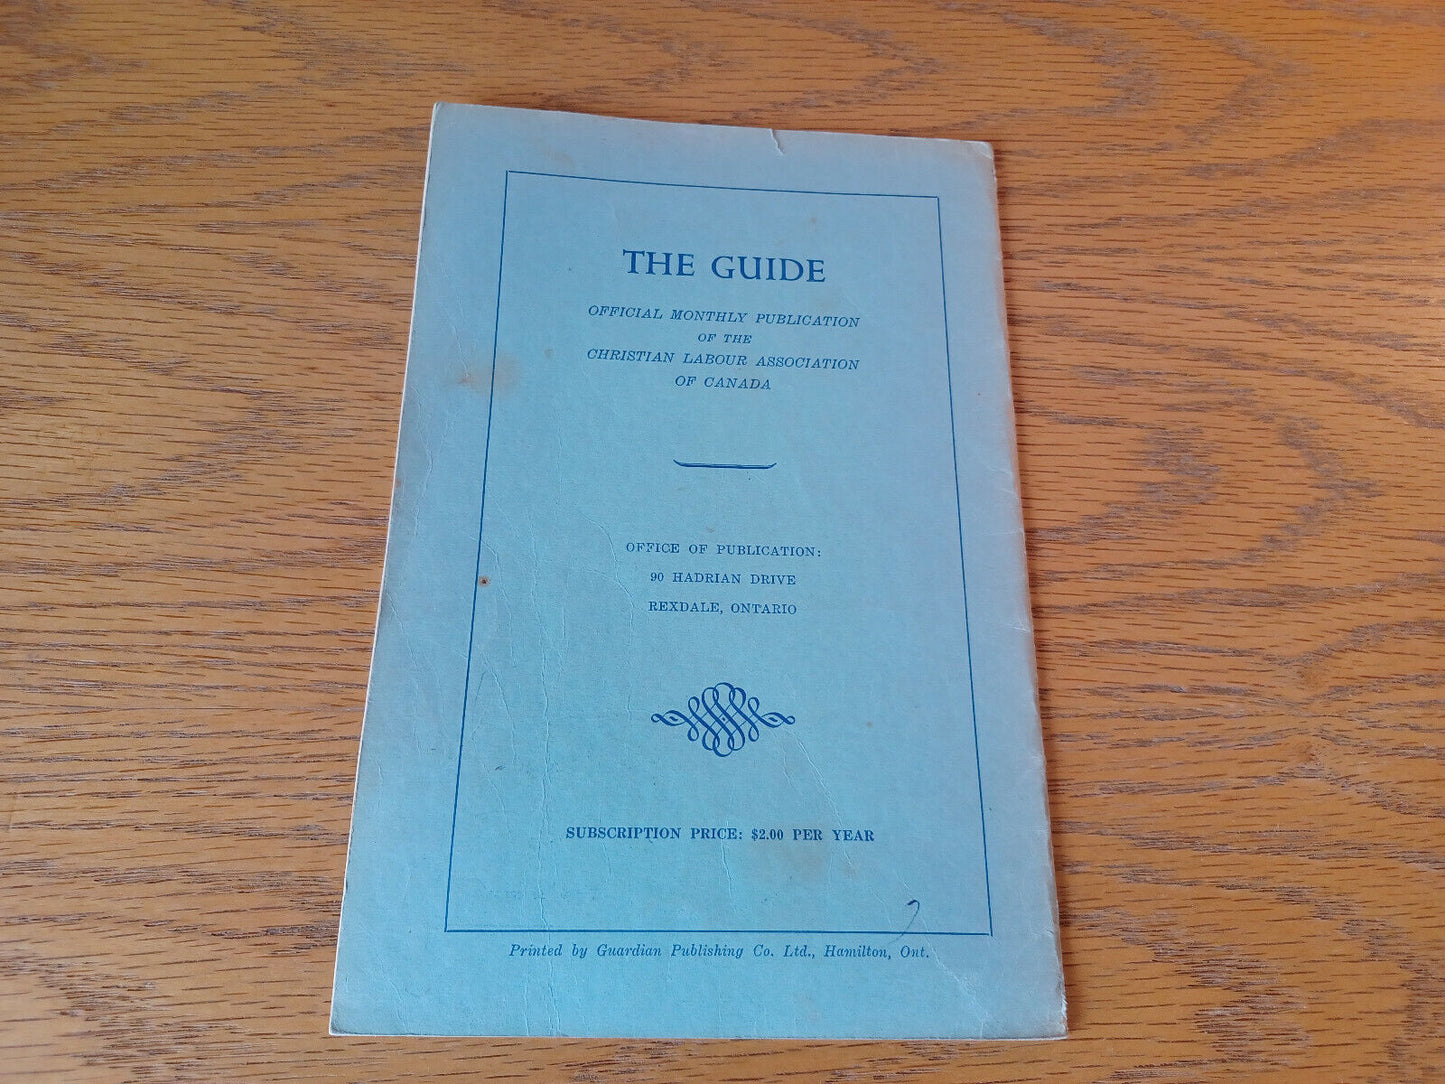 THE GUIDE
OFFICIAL MONTHLY PUBLICATION
OF THE
CHRISTIAN LABOUR ASSOCIATION
OF CANADA
OFFICE OF PUBLICATION:
90 HADRIAN DRIVE
REXDALE, ONTARIO
SUBSCRIPTION PRICE: $2.00 PER YEAR
Printed by Guardian Publishing Co. Ltd., Hamilton, Ont.